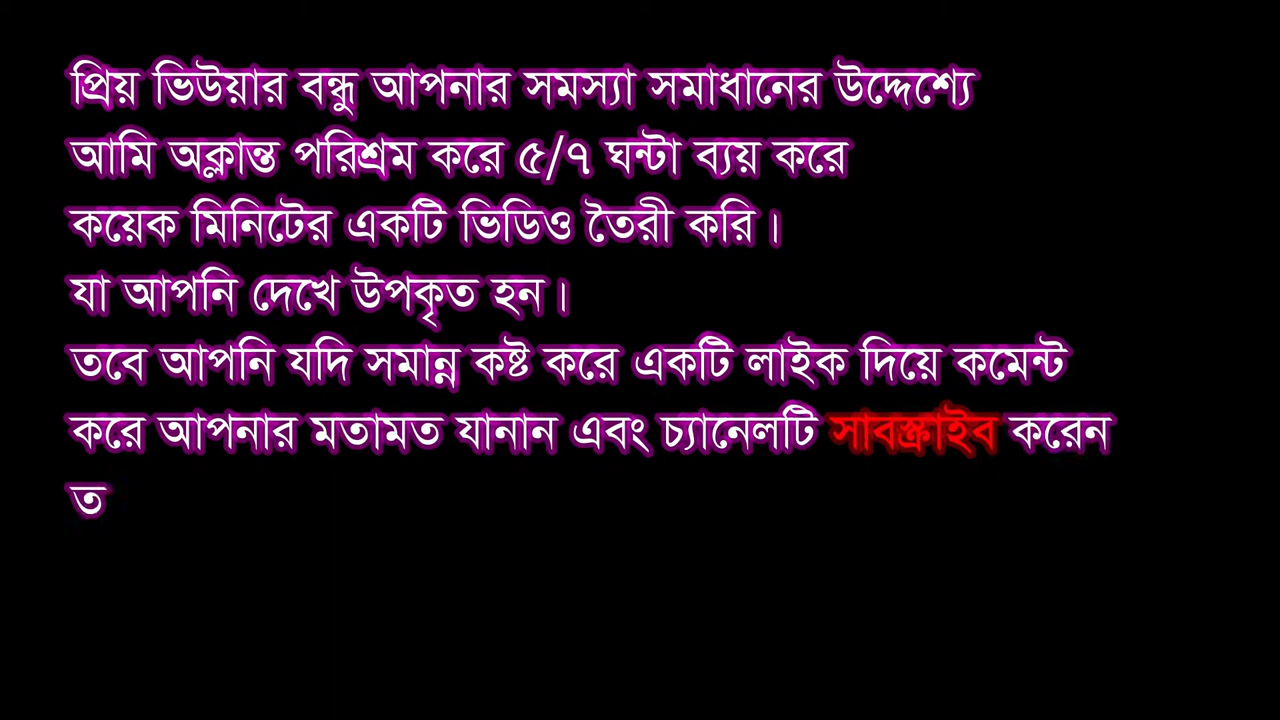 প্রিয় ভিউয়ার বন্ধু আপনার সমস্যা সমাধানের উদ্দেশ্যে
আমি অক্লান্ত পরিশ্রম করে ৫/৭ ঘন্টা ব্যয় করে
কয়েক মিনিটের একটি ভিডিও তৈরী করি।
যা আপনি দেখে উপকৃত হন।
তবে আপনি যদি সমান্ন কষ্ট করে একটি লাইক দিয়ে কমেন্ট
করে আপনার মতামত যানান এবং চ্যানেলটি সাবস্ক্রাইব করেন
ত